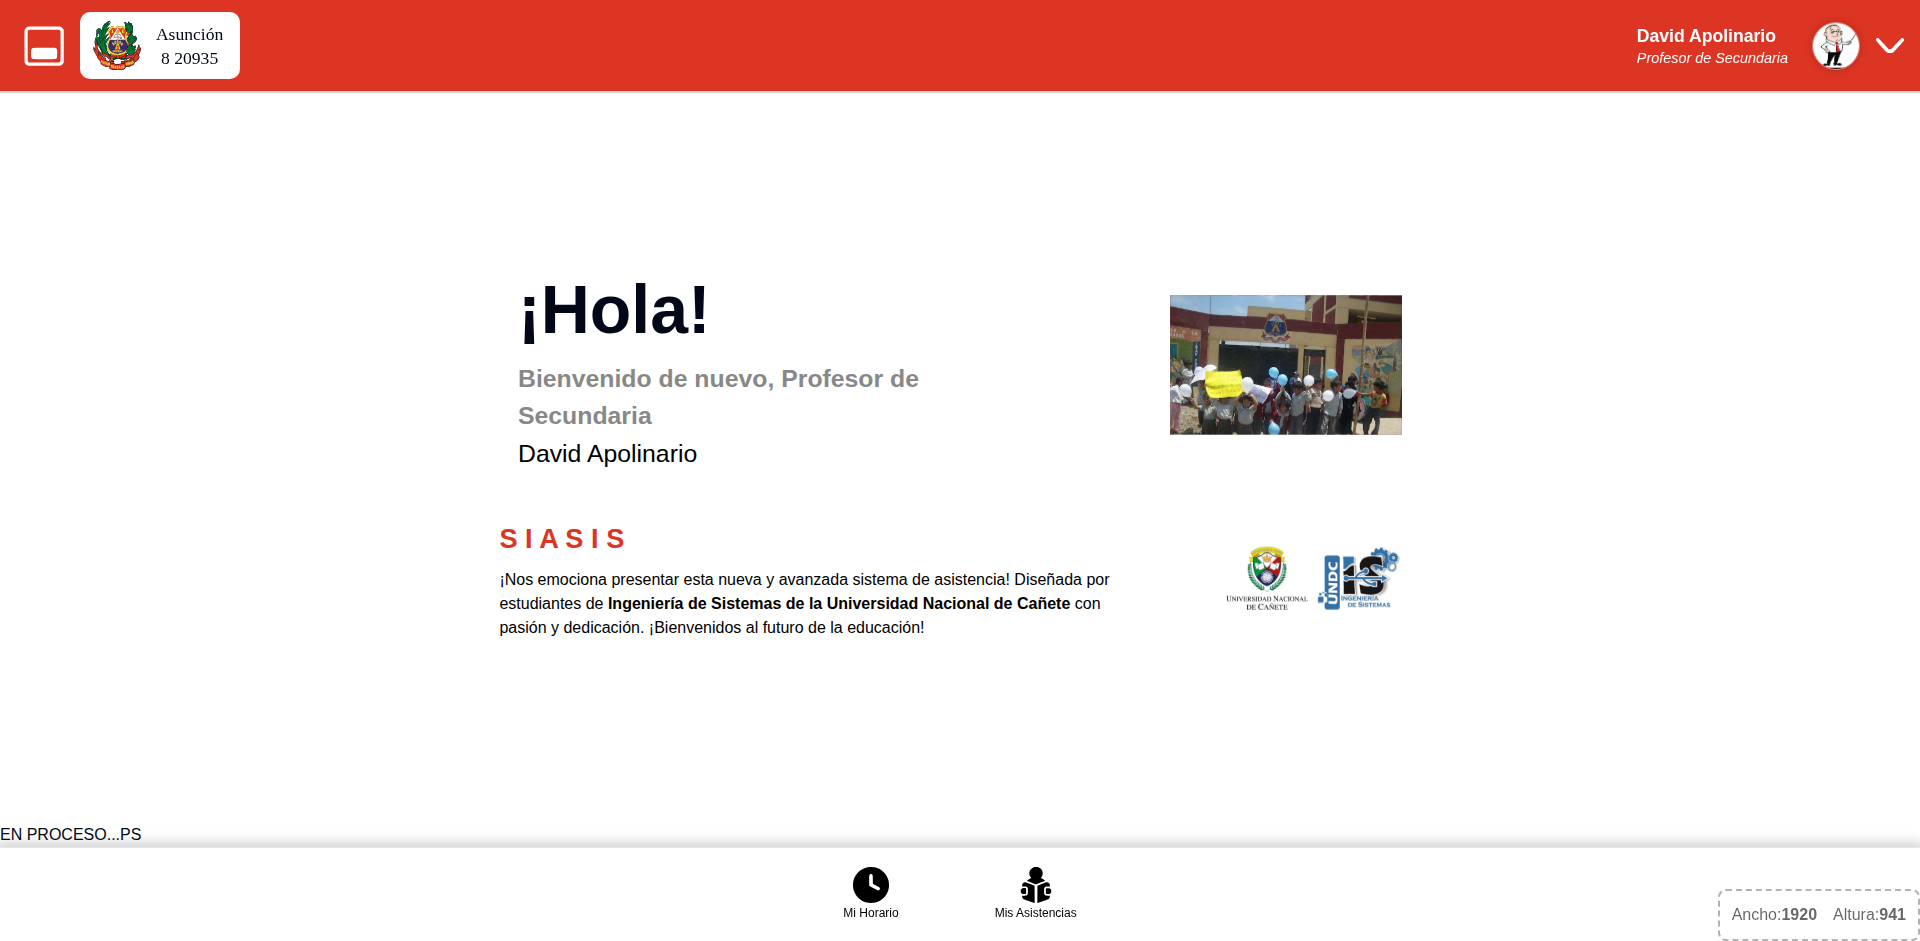 Asunción
8 20935
David Apolinario
Profesor de Secundaria
¡Hola!
Bienvenido de nuevo, Profesor de
Secundaria
David Apolinario
SIASIS
¡Nos emociona presentar esta nueva y avanzada sistema de asistencia! Diseñada por
estudiantes de Ingeniería de Sistemas de la Universidad Nacional de Cañete con
pasión y dedicación. ¡Bienvenidos al futuro de la educación!
UNIVERSIDAD NACIONAL
DE CAÑETE
UNDC
IS
INGENIERÍA
DE SISTEMAS
EN PROCESO...PS
Mi Horario
Mis Asistencias
Ancho:1920 Altura:941